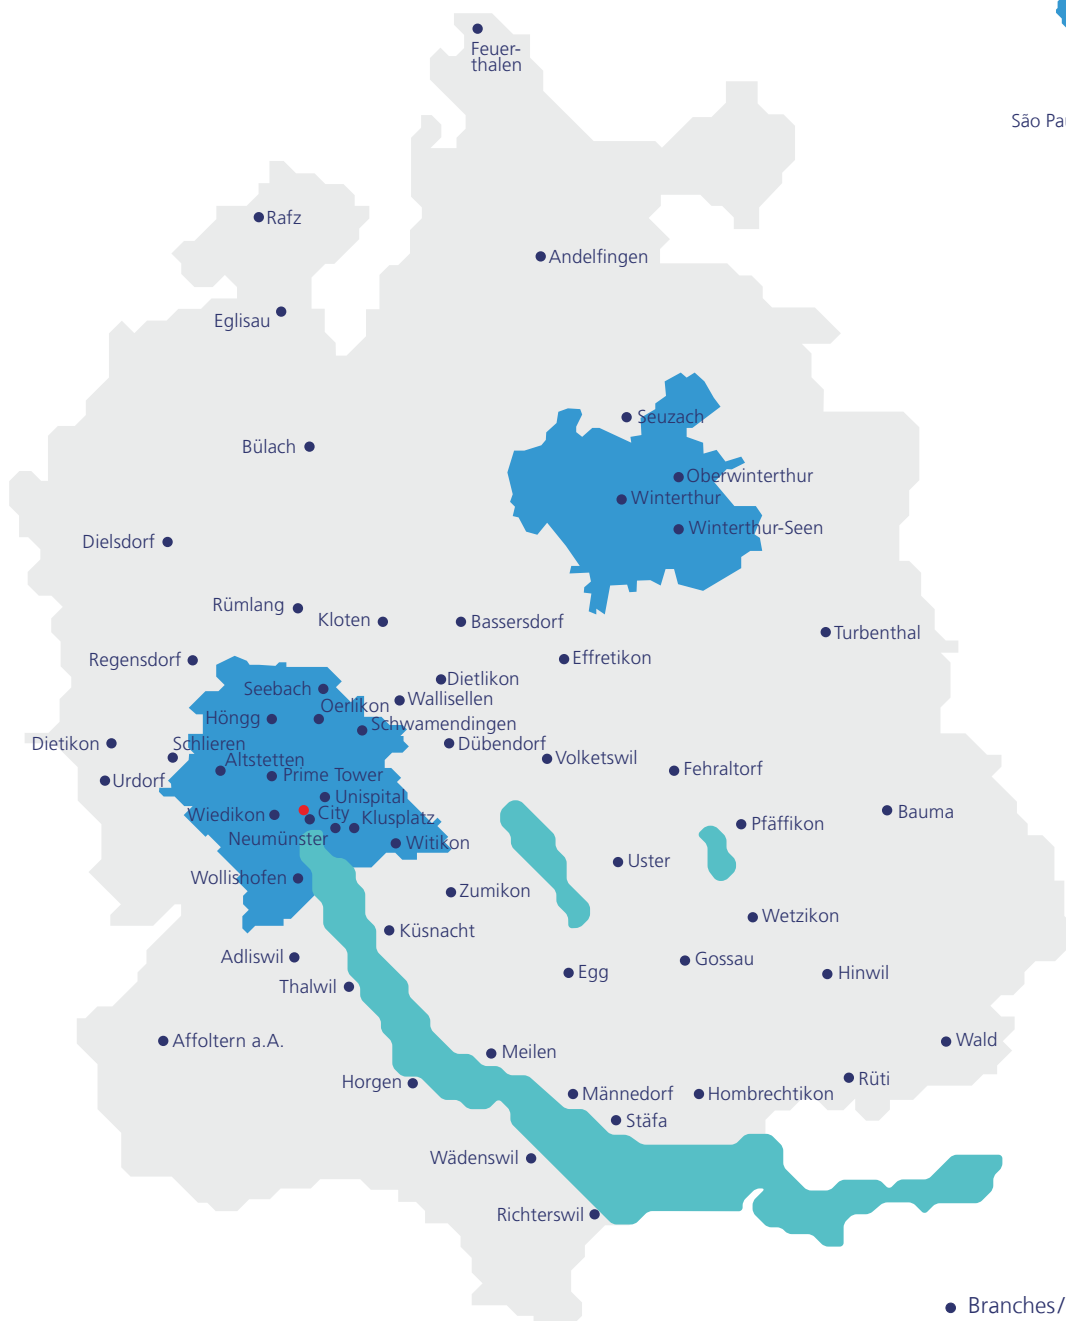 Feuer-
thalen
São Pau
Rafz
Andelfingen
Eglisau
Seuzach
Bülach
Oberwinterthur
Winterthur
Winterthur-Seen
Dielsdorf
Rümlang
Kloten
Bassersdorf
Turbenthal
Regensdorf
Effretikon
Dietlikon
Seebach
Wallisellen
Oerlikon
Höngg
Schwamendingen
Dietikon
Schlieren
Dübendorf
Altstetten
Volketswil
Fehraltorf
Urdorf
Prime Tower
Unispital
Wiedikon
City
Klusplatz
Bauma
Pfäffikon
Neumünster
Witikon
Uster
Wollishofen
Zumikon
Wetzikon
Küsnacht
Adliswil
Gossau
Egg
Hinwil
Thalwil
Affoltern a.A.
Wald
Meilen
Horgen
Rüti
Männedorf
Hombrechtikon
Stäfa
Wädenswil
Richterswil
Branches/